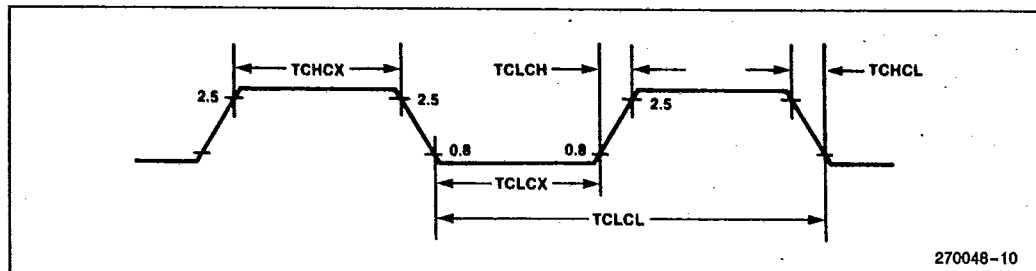 TCHCX TCLCH TCHCL
2.5 2.5 2.5
0.8 0.8
TCLCX
TCLCL
270048-10